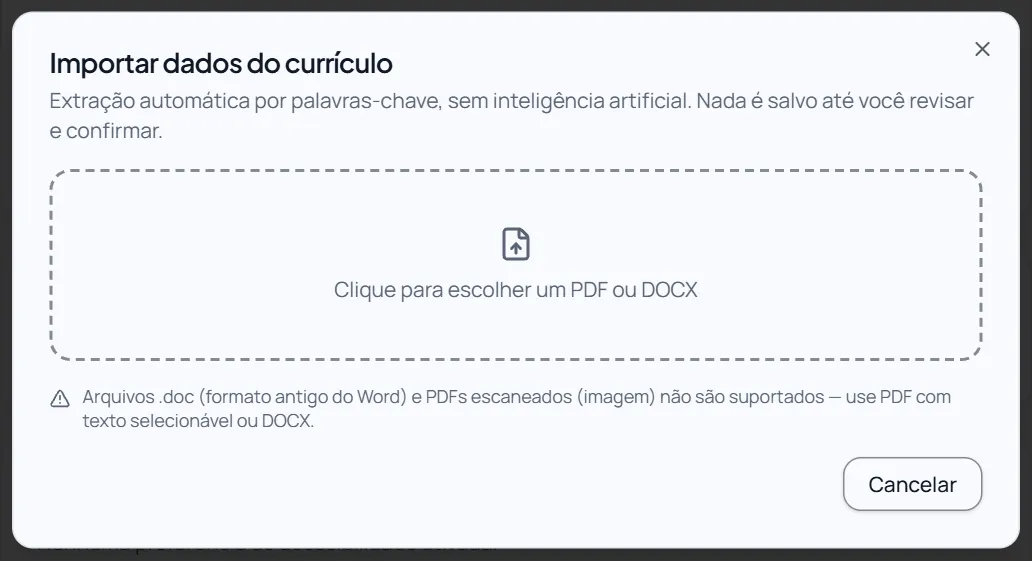 Importar dados do currículo
Extração automática por palavras-chave, sem inteligência artificial. Nada é salvo até você revisar
e confirmar.
Clique para escolher um PDF ou DOCX
Arquivos .doc (formato antigo do Word) e PDFs escaneados (imagem) não são suportados — use PDF com
texto selecionável ou DOCX.
Cancelar